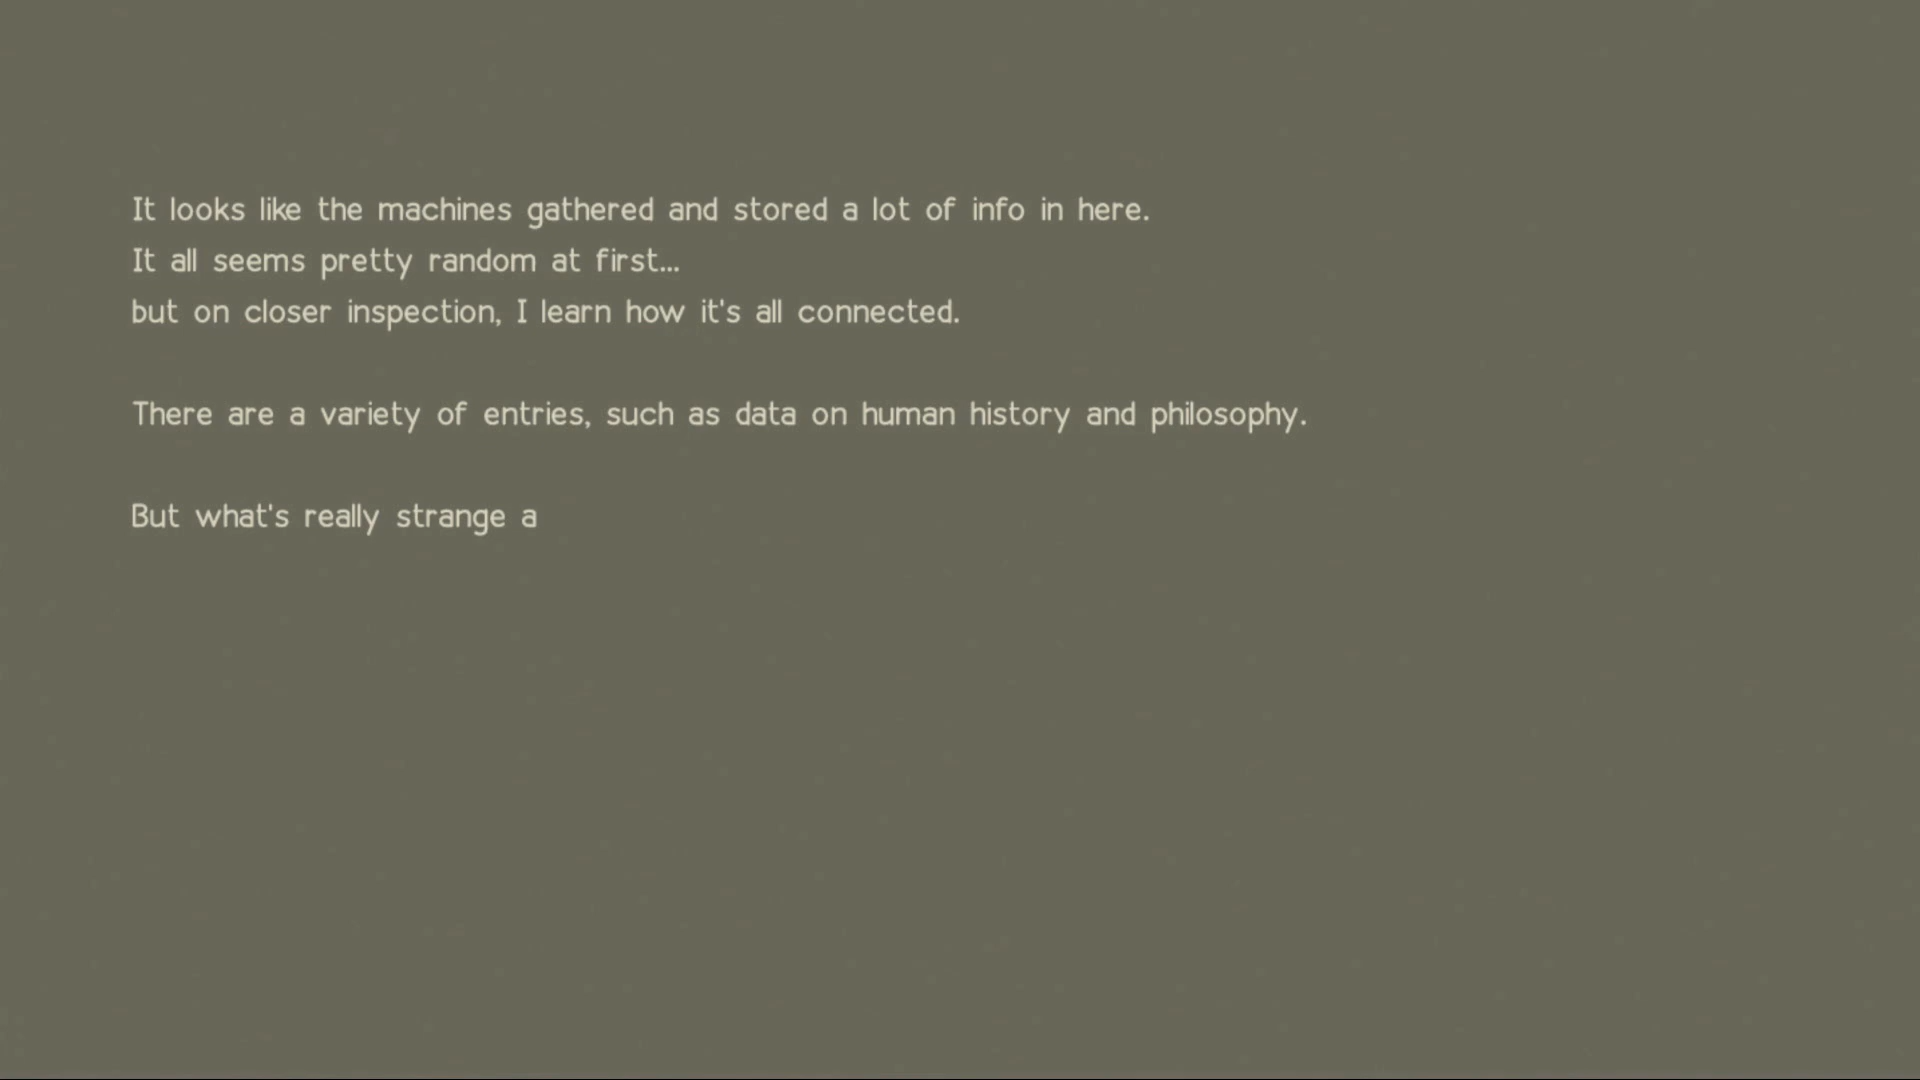 It looks like the machines gathered and stored a lot of info in here.
It all seems pretty random at first...
but on closer inspection, I learn how it's all connected.
There are a variety of entries, such as data on human history and philosophy.
But what's really strange a